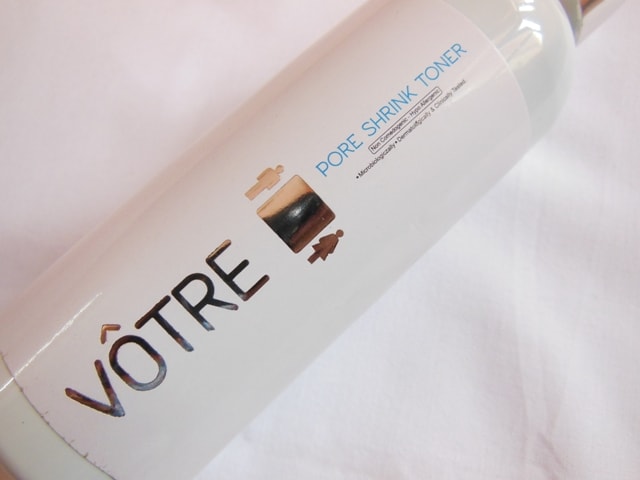 VÔTRE
PORE SHRINK TONER
Non Comedogenic - Hypo Allergenic
• Microbiologically • Dermatologically & Clinically Tested